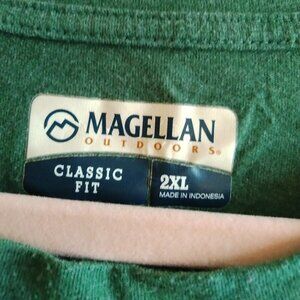 MAGELLAN
OUTDOORS®
CLASSIC
FIT
2XL
MADE IN INDONESIA